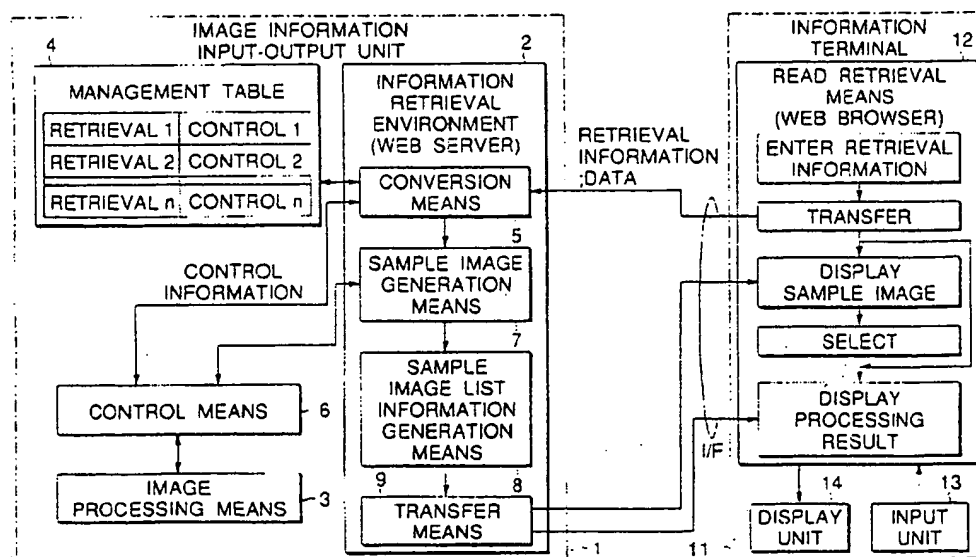 IMAGE INFORMATION
INPUT-OUTPUT UNIT
4
MANAGEMENT TABLE
RETRIEVAL 1 CONTROL 1
RETRIEVAL 2 CONTROL 2
RETRIEVAL n CONTROL n
2
INFORMATION
RETRIEVAL
ENVIRONMENT
(WEB SERVER)
CONVERSION
MEANS
5
SAMPLE IMAGE
GENERATION
MEANS
7
SAMPLE
IMAGE LIST
INFORMATION
GENERATION
MEANS
9
8
TRANSFER
MEANS
1
CONTROL
INFORMATION
CONTROL MEANS
6
IMAGE
PROCESSING MEANS
3
RETRIEVAL
INFORMATION
;DATA
I/F
INFORMATION
TERMINAL
12
READ RETRIEVAL
MEANS
(WEB BROWSER)
ENTER RETRIEVAL
INFORMATION
TRANSFER
DISPLAY
SAMPLE IMAGE
SELECT
DISPLAY
PROCESSING
RESULT
14
13
DISPLAY
UNIT
INPUT
UNIT
11